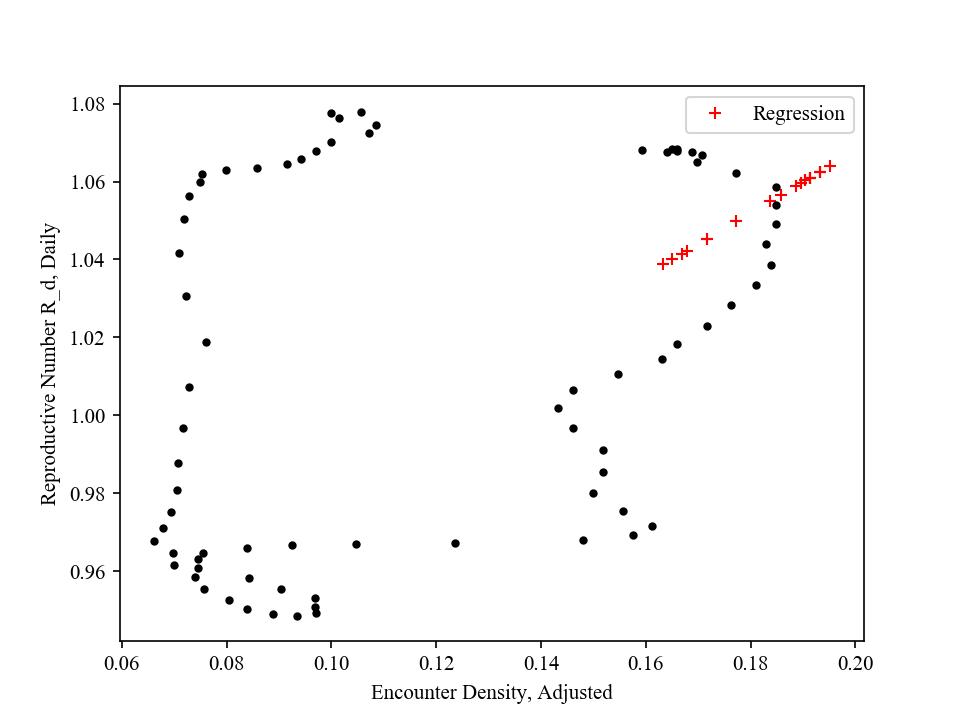 Regression
1.08
1.06
1.04
1.02
1.00
0.98
0.96
Reproductive Number R_d, Daily
0.06 0.08 0.10 0.12 0.14 0.16 0.18 0.20
Encounter Density, Adjusted